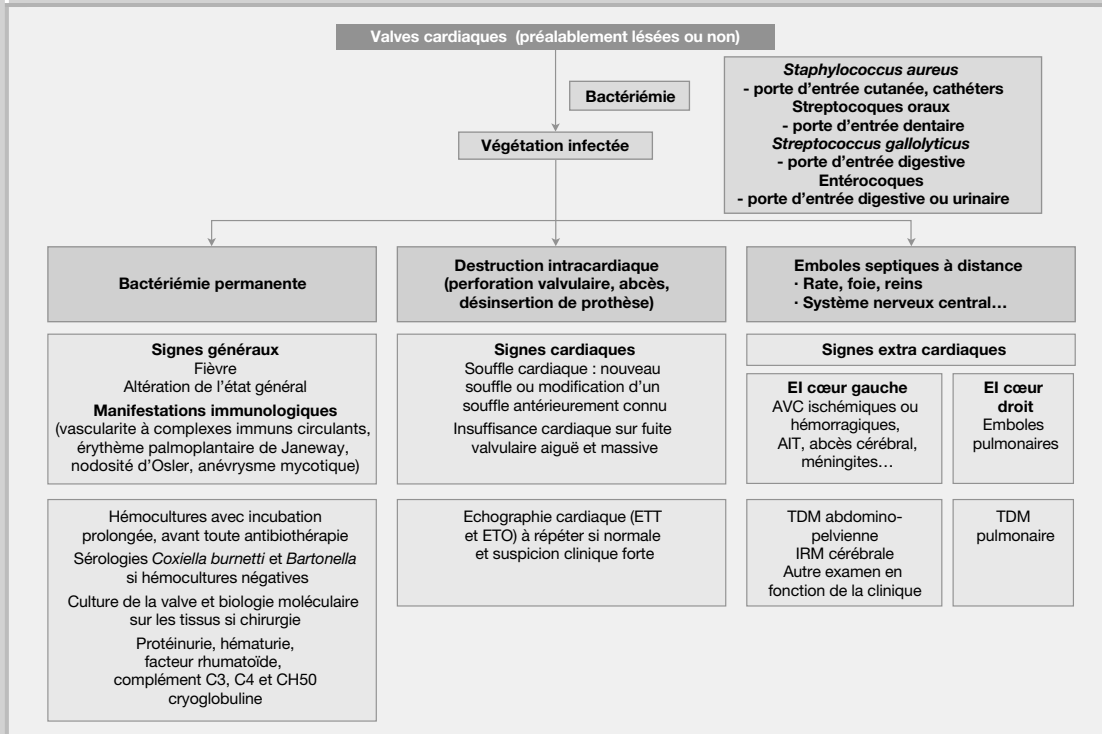 Valves cardiaques (préalablement lésées ou non)
Bactériémie
Staphylococcus aureus
- porte d'entrée cutanée, cathéters
Streptocoques oraux
- porte d'entrée dentaire
Streptococcus gallolyticus
- porte d'entrée digestive
Entérocoques
- porte d'entrée digestive ou urinaire
Végétation infectée
Bactériémie permanente
Destruction intracardiaque
(perforation valvulaire, abcès,
désinsertion de prothèse)
Emboles septiques à distance
· Rate, foie, reins
· Système nerveux central…
Signes généraux
Fièvre
Altération de l'état général
Manifestations immunologiques
(vascularite à complexes immuns circulants,
érythème palmoplantaire de Janeway,
nodosité d'Osler, anévrysme mycotique)
Signes cardiaques
Souffle cardiaque : nouveau
souffle ou modification d'un
souffle antérieurement connu
Insuffisance cardiaque sur fuite
valvulaire aiguë et massive
Signes extra cardiaques
EI cœur gauche
AVC ischémiques ou
hémorragiques,
AIT, abcès cérébral,
méningites…
EI cœur
droit
Emboles
pulmonaires
Hémocultures avec incubation
prolongée, avant toute antibiothérapie
Sérologies Coxiella burnetti et Bartonella
si hémocultures négatives
Culture de la valve et biologie moléculaire
sur les tissus si chirurgie
Protéinurie, hématurie,
facteur rhumatoïde,
complément C3, C4 et CH50
cryoglobuline
Echographie cardiaque (ETT
et ETO) à répéter si normale
et suspicion clinique forte
TDM abdomino-
pelvienne
IRM cérébrale
Autre examen en
fonction de la clinique
TDM
pulmonaire